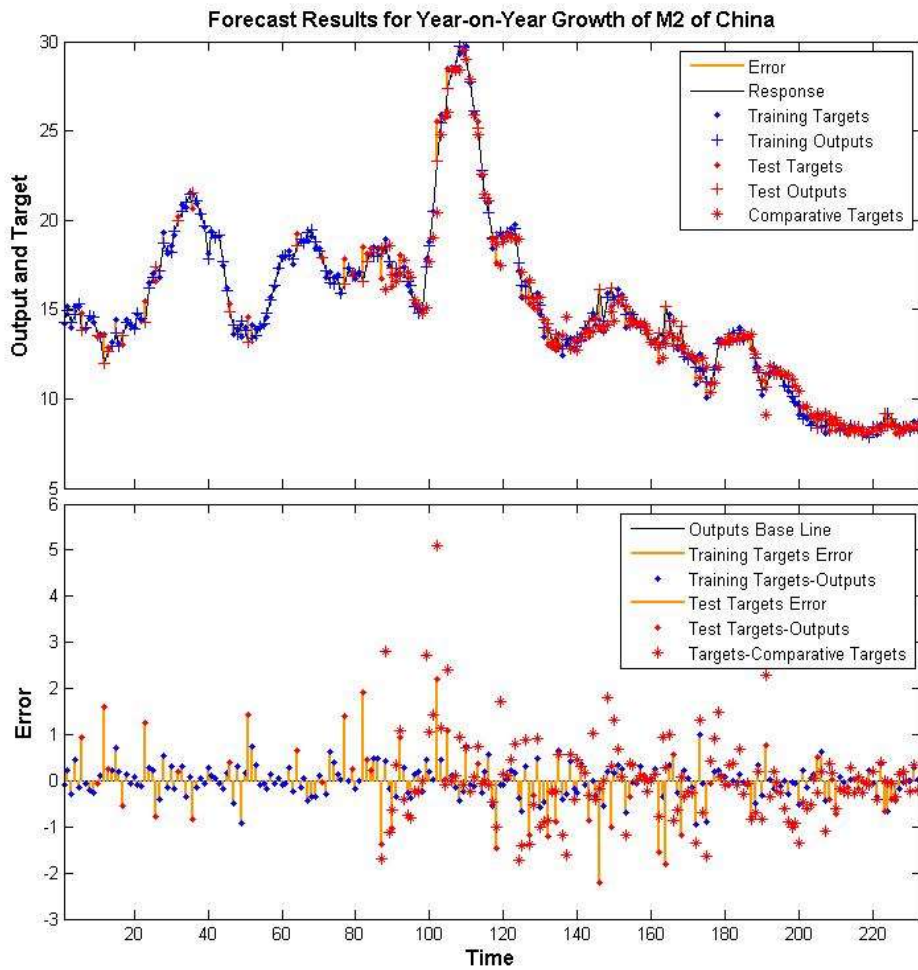 Forecast Results for Year-on-Year Growth of M2 of China
30
25
20
15
10
5
Output and Target
Error
Response
Training Targets
Training Outputs
Test Targets
Test Outputs
Comparative Targets
6
5
4
3
2
1
0
-1
-2
-3
Error
Outputs Base Line
Training Targets Error
Training Targets-Outputs
Test Targets Error
Test Targets-Outputs
Targets-Comparative Targets
20 40 60 80 100 120 140 160 180 200 220
Time